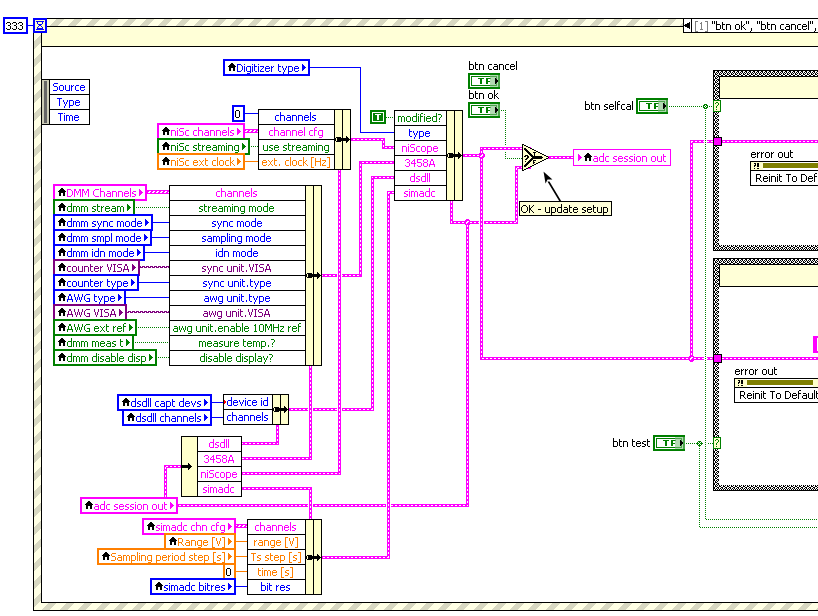 333
[1] "btn ok", "btn cancel",
Source
Type
Time
Digitizer type
btn cancel
TF
btn ok
TF
btn selfcal
TF
?
0
channels
niSc channels
channel cfg
niSc streaming
use streaming
niSc ext clock
ext. clock [Hz]
T
modified?
type
niScope
3458A
dsdll
simadc
T
?
F
adc session out
OK - update setup
error out
?!
Reinit To Def
DMM Channels
channels
dmm stream
streaming mode
dmm sync mode
sync mode
dmm smpl mode
sampling mode
dmm idn mode
idn mode
counter VISA
sync unit.VISA
counter type
sync unit.type
AWG type
awg unit.type
AWG VISA
awg unit.VISA
AWG ext ref
awg unit.enable 10MHz ref
dmm meas t
measure temp.?
dmm disable disp
disable display?
error out
?!
Reinit To Default
btn test
TF
?
dsdll capt devs
device id
dsdll channels
channels
dsdll
3458A
niScope
simadc
adc session out
simadc chn cfg
channels
Range [V]
range [V]
Sampling period step [s]
Ts step [s]
0
time [s]
simadc bitres
bit res